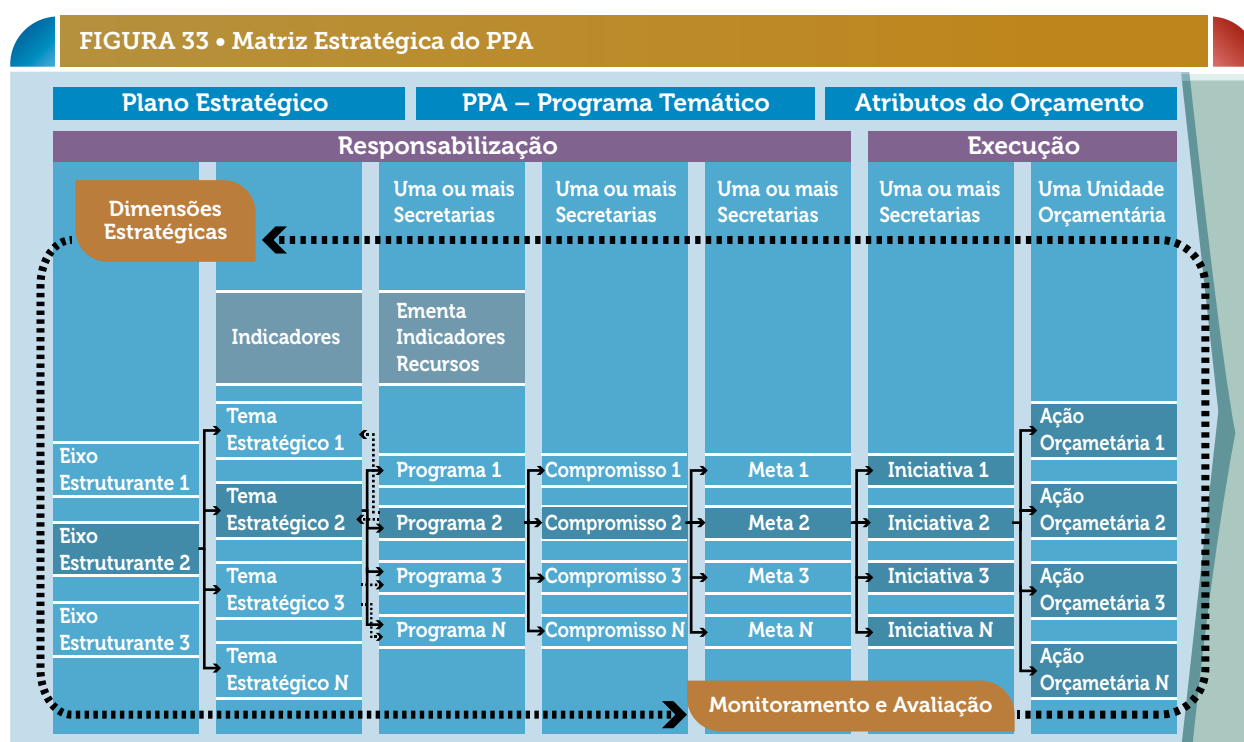 FIGURA 33 • Matriz Estratégica do PPA
Plano Estratégico
PPA – Programa Temático
Atributos do Orçamento
Responsabilização
Execução
Dimensões
Estratégicas
Uma ou mais
Secretarias
Uma ou mais
Secretarias
Uma ou mais
Secretarias
Uma ou mais
Secretarias
Uma Unidade
Orçamentária
Indicadores
Ementa
Indicadores
Recursos
Eixo
Estruturante 1
Eixo
Estruturante 2
Eixo
Estruturante 3
Tema
Estratégico 1
Tema
Estratégico 2
Tema
Estratégico 3
Tema
Estratégico N
Programa 1
Programa 2
Programa 3
Programa N
Compromisso 1
Compromisso 2
Compromisso 3
Compromisso N
Meta 1
Meta 2
Meta 3
Meta N
Iniciativa 1
Iniciativa 2
Iniciativa 3
Iniciativa N
Ação
Orçametária 1
Ação
Orçametária 2
Ação
Orçametária 3
Ação
Orçametária N
Monitoramento e Avaliação